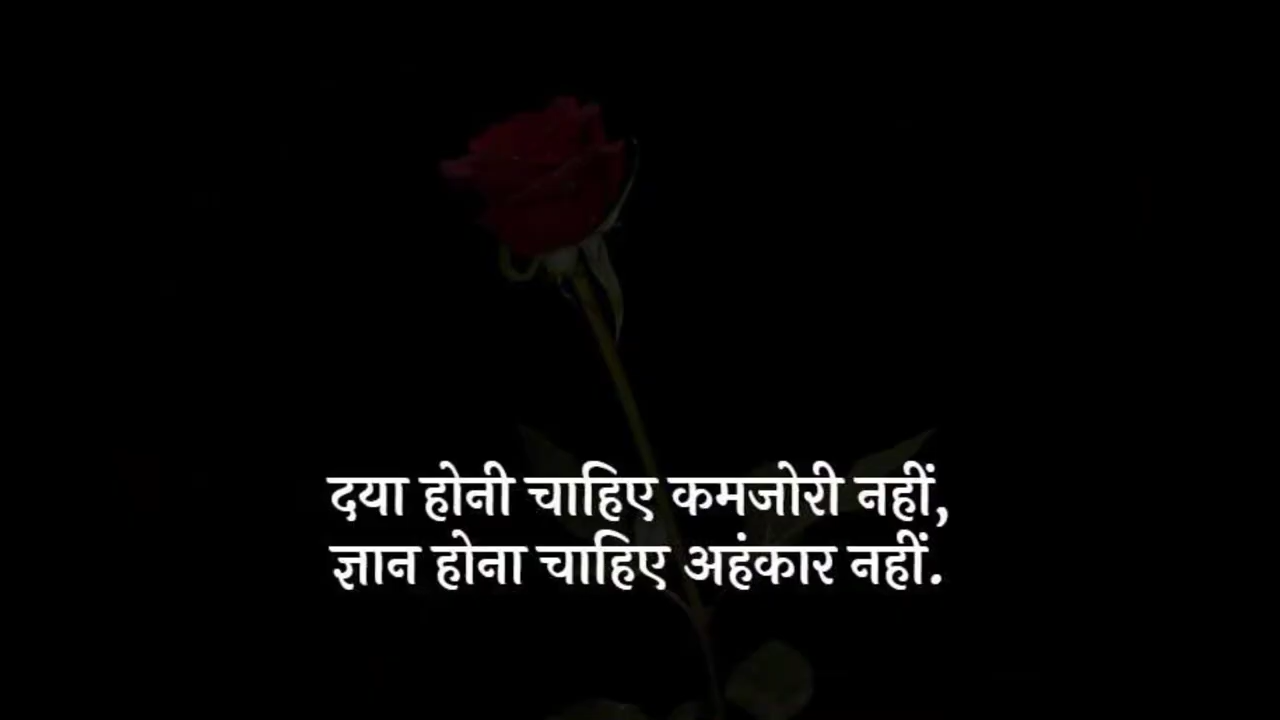 दया होनी चाहिए कमजोरी नहीं,
ज्ञान होना चाहिए अहंकार नहीं.